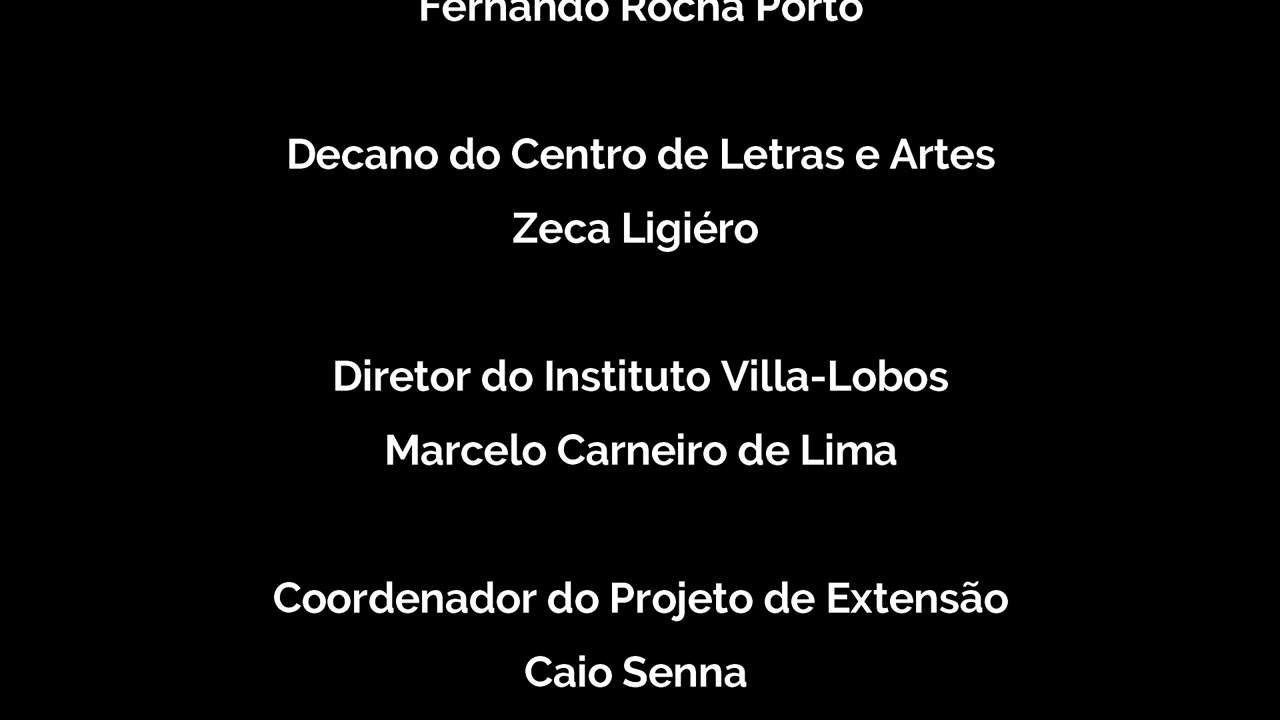 Fernando Rocha Porto
Decano do Centro de Letras e Artes
Zeca Ligiéro
Diretor do Instituto Villa-Lobos
Marcelo Carneiro de Lima
Coordenador do Projeto de Extensão
Caio Senna